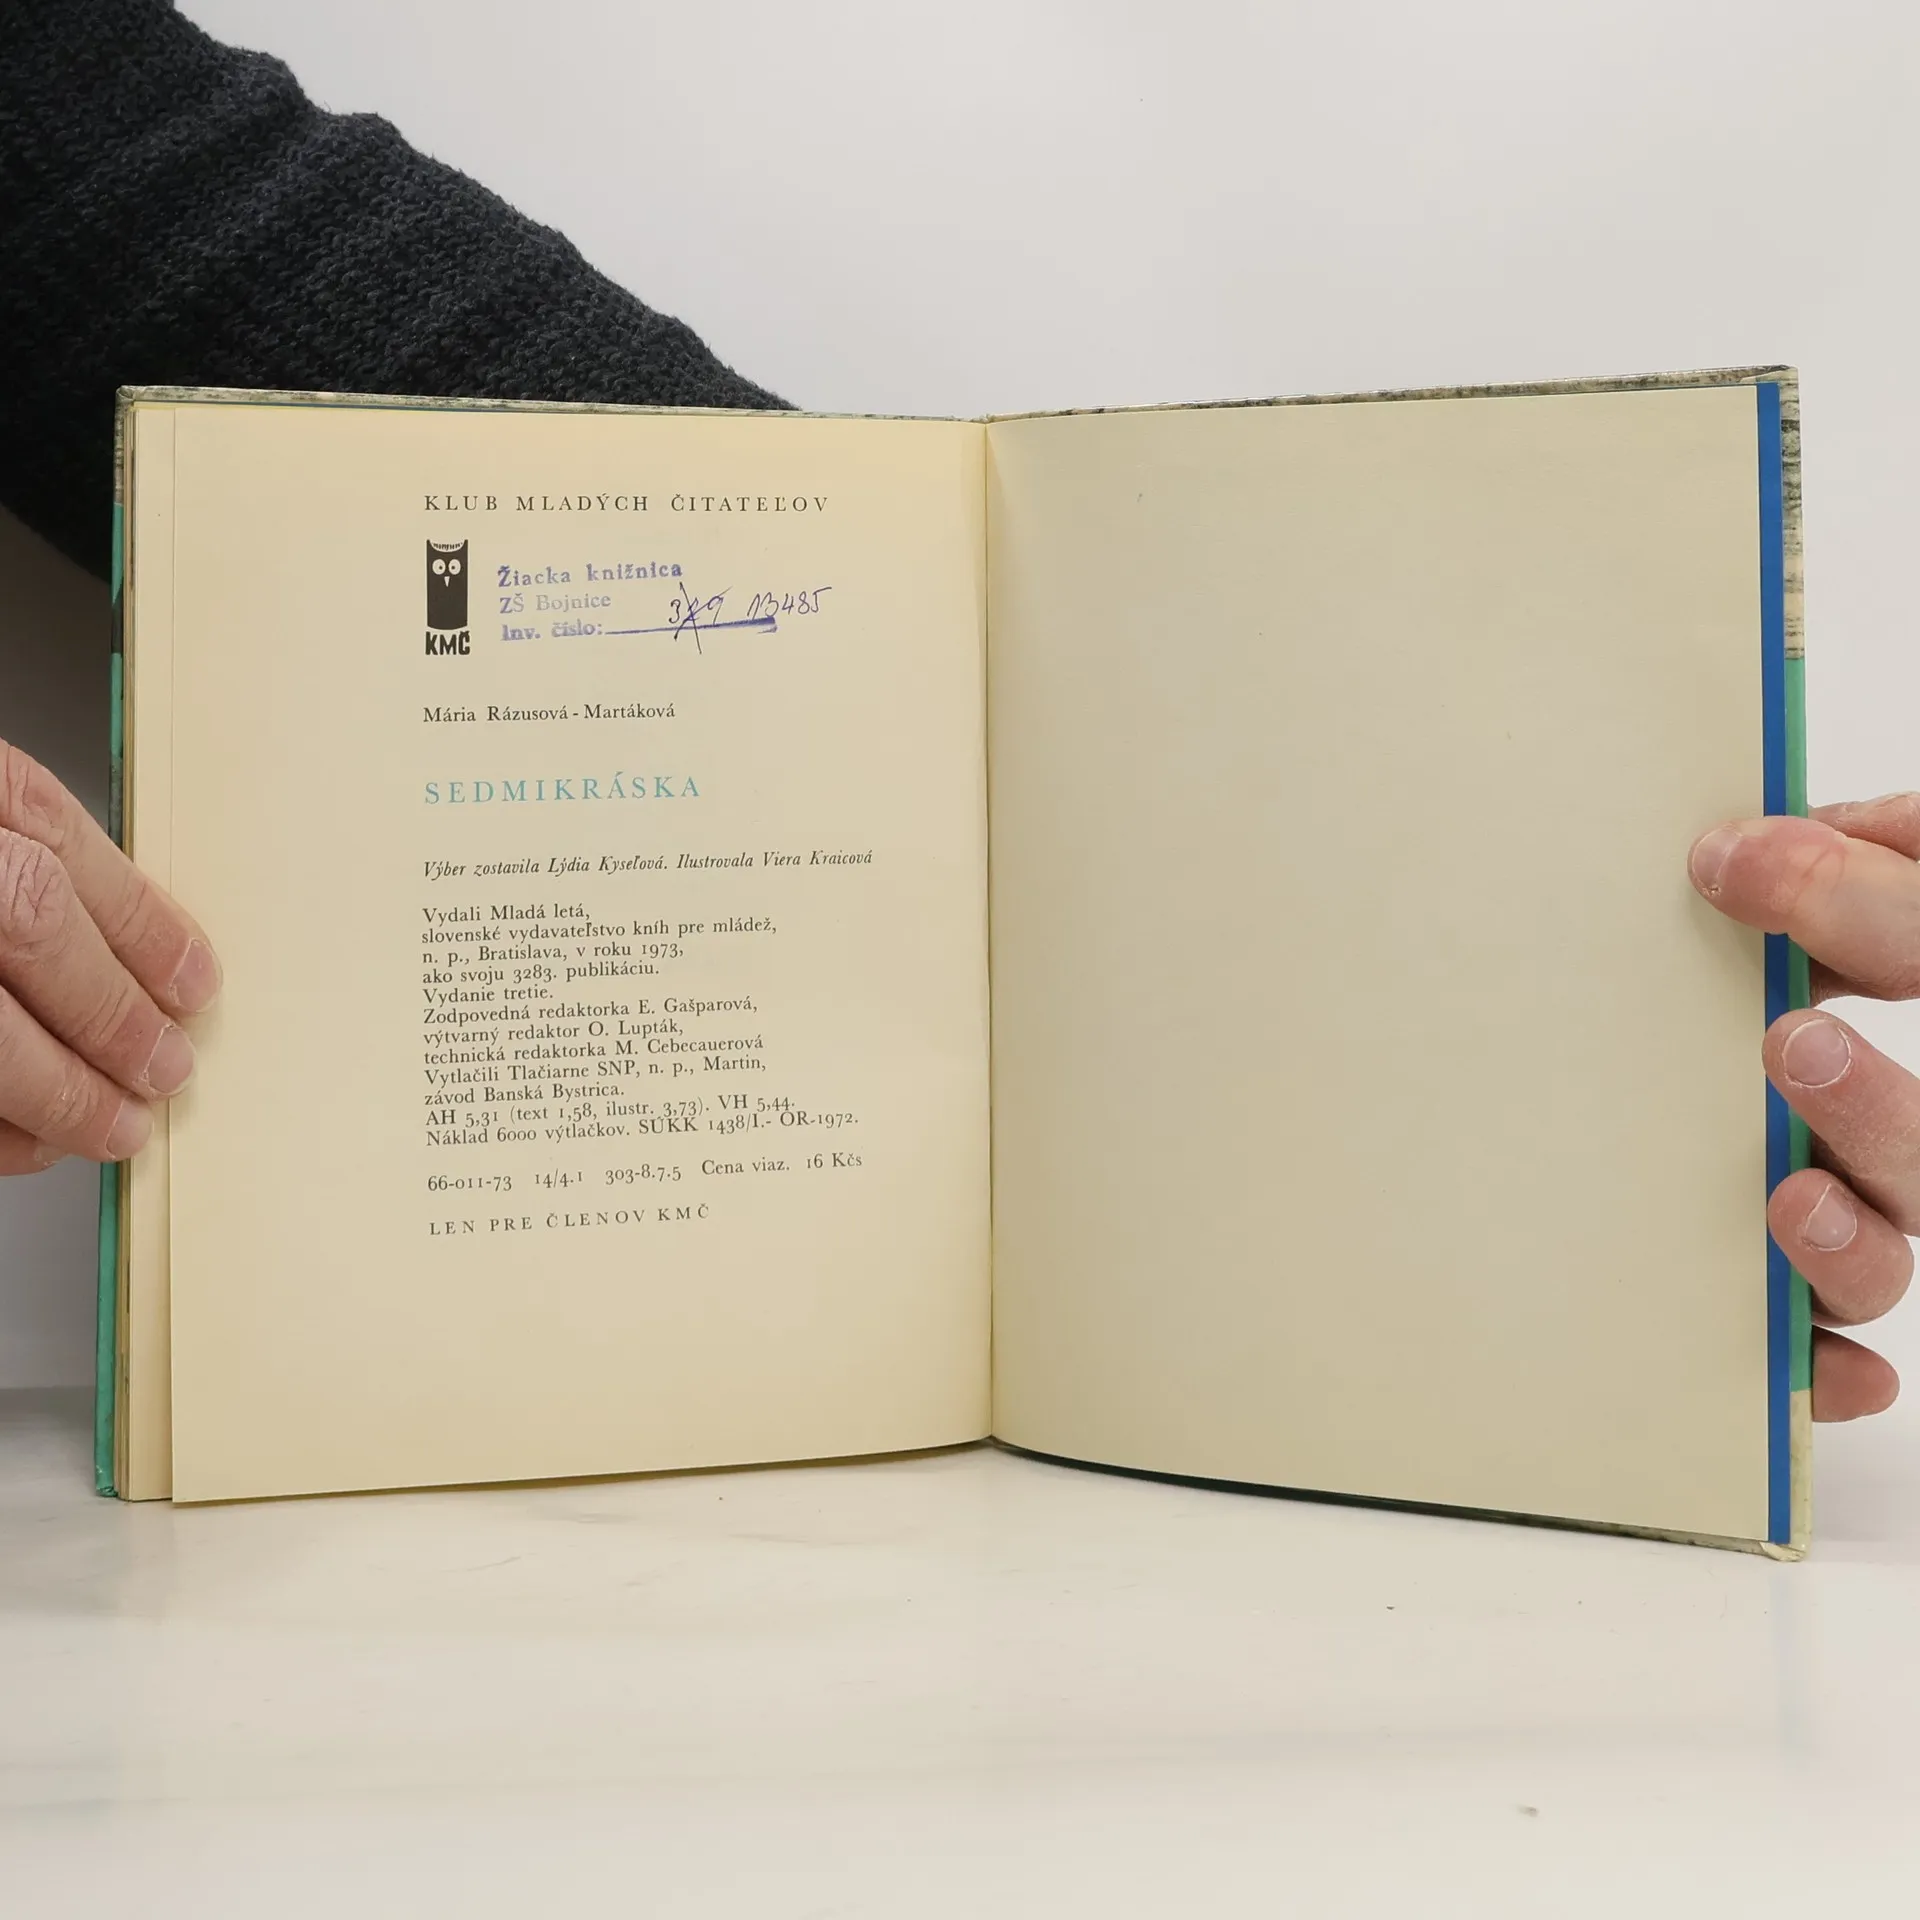 KLUB MLADÝCH ČITATEĽOV
KMČ
Žiacka knižnica
ZŠ Bojnice
Inv. číslo: 13485
Mária Rázusová-Martáková
SEDMIKRÁSKA
Výber zostavila Lýdia Kyseľová. Ilustrovala Viera Kraicová
Vydali Mladá letá,
slovenské vydavateľstvo kníh pre mládež,
n. p., Bratislava, v roku 1973,
ako svoju 3283. publikáciu.
Vydanie tretie.
Zodpovedná redaktorka E. Gašparová,
výtvarný redaktor O. Lupták,
technická redaktorka M. Cebecauerová
Vytlačili Tlačiarne SNP, n. p., Martin,
závod Banská Bystrica.
AH 5,31 (text 1,58, ilustr. 3,73). VH 5,44.
Náklad 6000 výtlačkov. SÚKK 1438/I.- OR-1972.
66-011-73 14/4.1 303-8.7.5 Cena viaz. 16 Kčs
LEN PRE ČLENOV KMČ